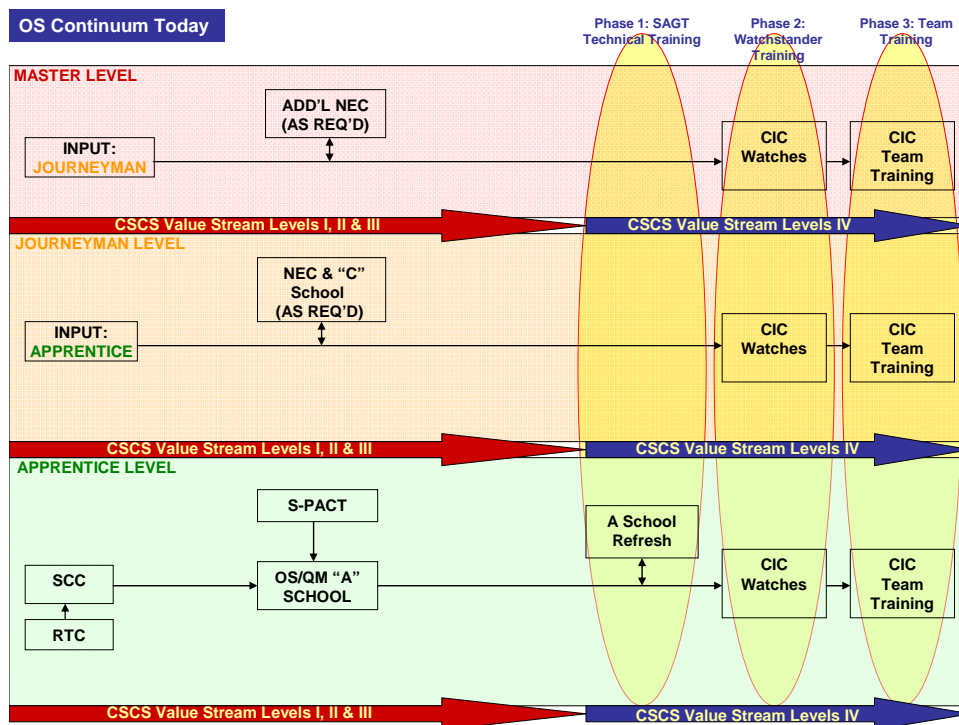 OS Continuum Today
Phase 1: SAGT
Technical Training
Phase 2:
Watchstander
Training
Phase 3: Team
Training
MASTER LEVEL
ADD'L NEC
(AS REQ'D)
INPUT:
JOURNEYMAN
CIC
Watches
CIC
Team
Training
CSCS Value Stream Levels I, II & III
CSCS Value Stream Levels IV
JOURNEYMAN LEVEL
NEC & “C”
School
(AS REQ'D)
INPUT:
APPRENTICE
CIC
Watches
CIC
Team
Training
CSCS Value Stream Levels I, II & III
CSCS Value Stream Levels IV
APPRENTICE LEVEL
S-PACT
A School
Refresh
SCC
OS/QM “A”
SCHOOL
CIC
Watches
CIC
Team
Training
RTC
CSCS Value Stream Levels I, II & III
CSCS Value Stream Levels IV